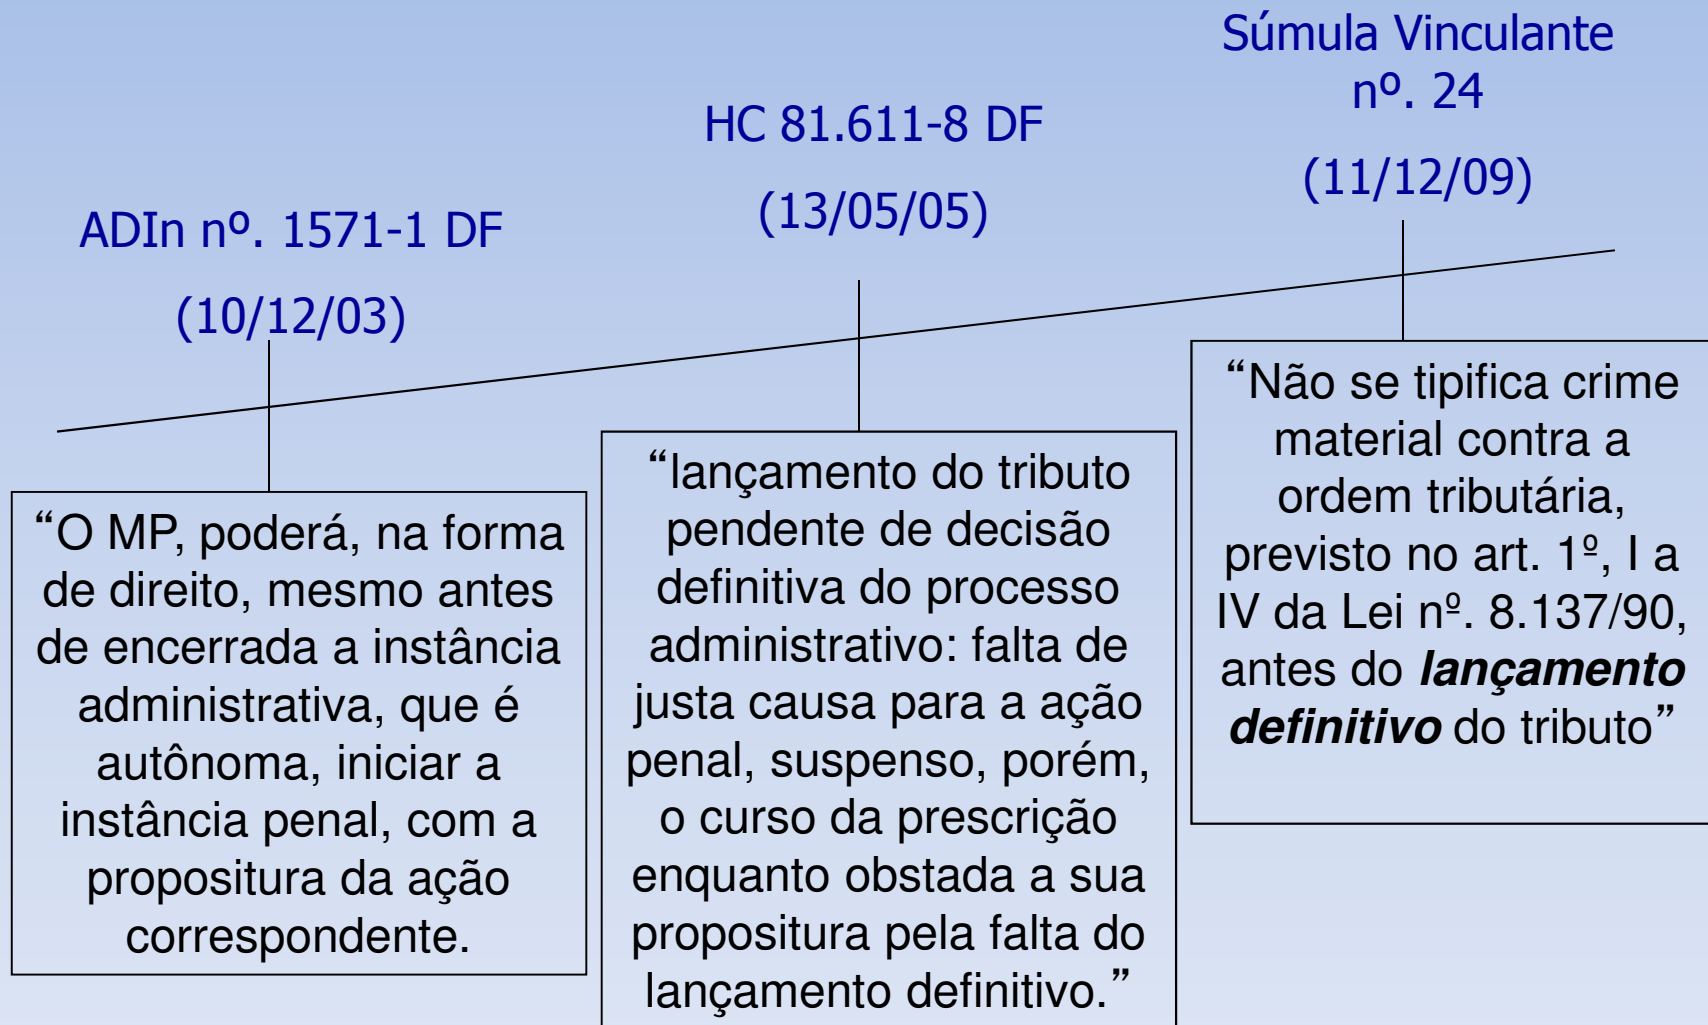 ADIn nº. 1571-1 DF
(10/12/03)
“O MP, poderá, na forma
de direito, mesmo antes
de encerrada a instância
administrativa, que é
autônoma, iniciar a
instância penal, com a
propositura da ação
correspondente.
HC 81.611-8 DF
(13/05/05)
“lançamento do tributo
pendente de decisão
definitiva do processo
administrativo: falta de
justa causa para a ação
penal, suspenso, porém,
o curso da prescrição
enquanto obstada a sua
propositura pela falta do
lançamento definitivo.”
Súmula Vinculante
nº. 24
(11/12/09)
“Não se tipifica crime
material contra a
ordem tributária,
previsto no art. 1º, I a
IV da Lei nº. 8.137/90,
antes do lançamento
definitivo do tributo”